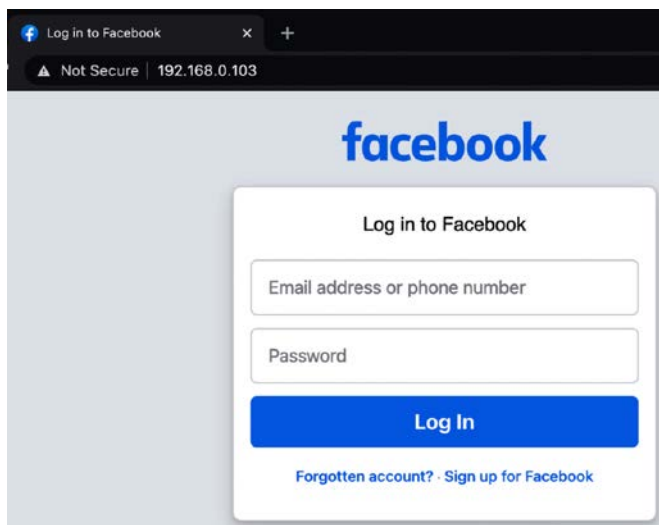 Log in to Facebook
Not Secure | 192.168.0.103
facebook
Log in to Facebook
Email address or phone number
Password
Log In
Forgotten account? · Sign up for Facebook